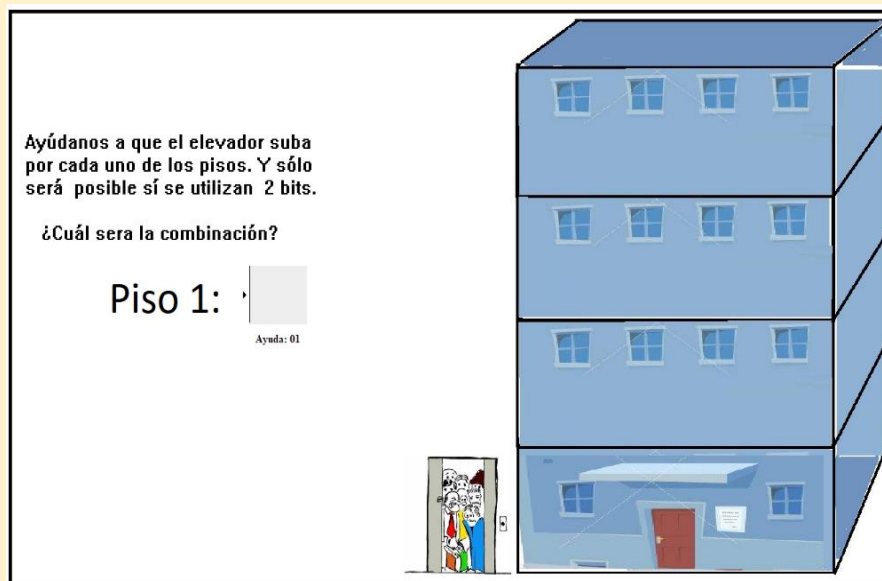 Ayúdanos a que el elevador suba
por cada uno de los pisos. Y sólo
será posible sí se utilizan 2 bits.
¿Cuál sera la combinación?
Piso 1:
Ayuda: 01